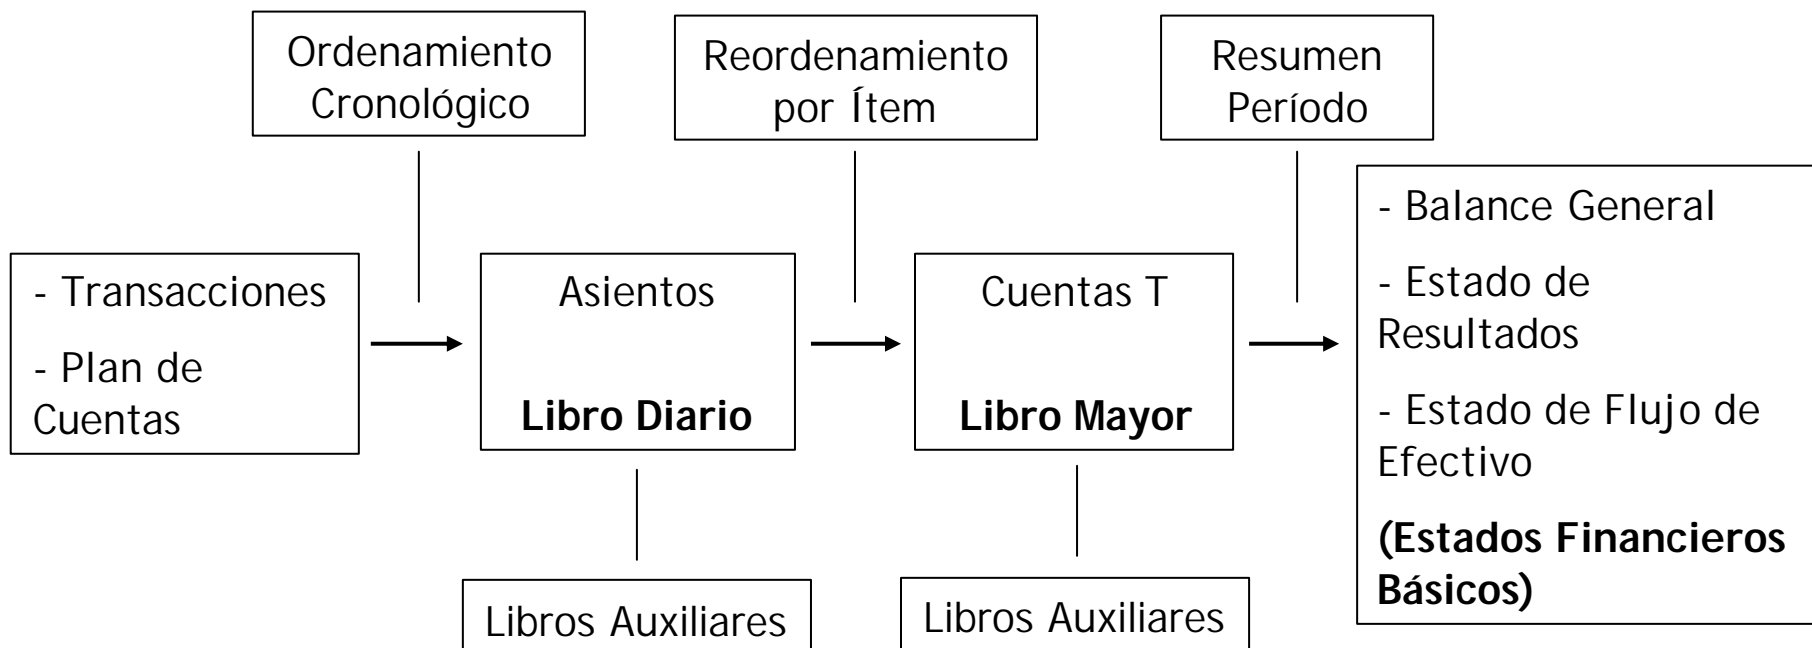 Ordenamiento
Cronológico
Reordenamiento
por Ítem
Resumen
Período
- Transacciones
- Plan de
Cuentas
Asientos
Libro Diario
Cuentas T
Libro Mayor
- Balance General
- Estado de
Resultados
- Estado de Flujo de
Efectivo
(Estados Financieros
Básicos)
Libros Auxiliares
Libros Auxiliares